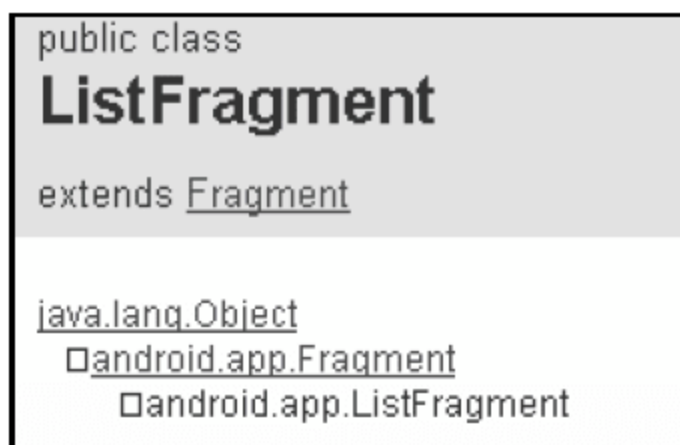 public class
ListFragment
extends Fragment
java.lang.Object
□android.app.Fragment
□android.app.ListFragment